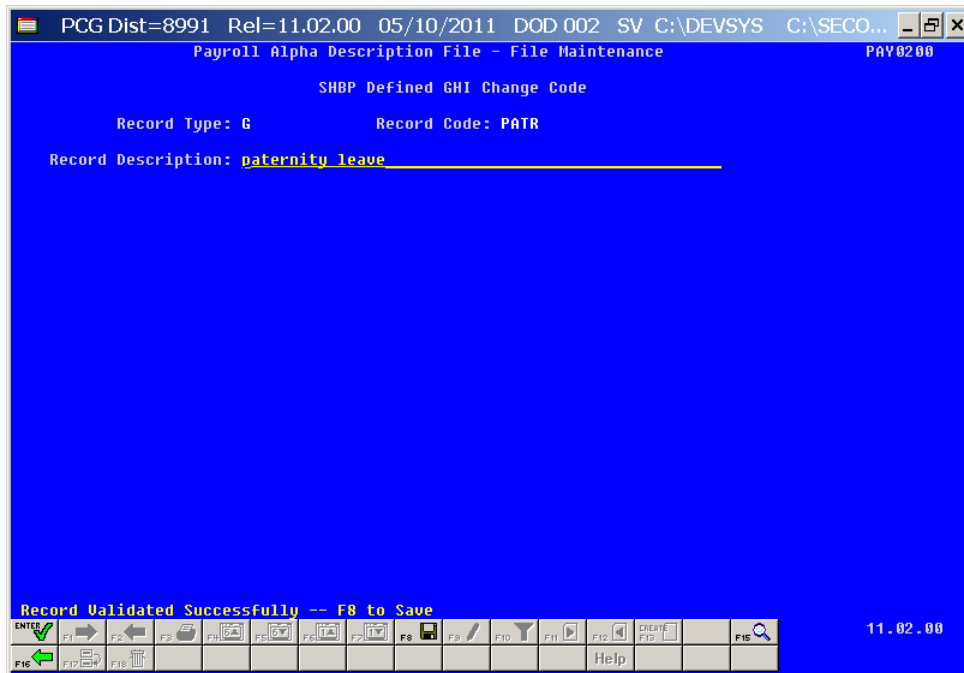 PCG Dist=8991 Rel=11.02.00 05/10/2011 DOD 002 SV C:\DEVSYS C:\SECO...
Payroll Alpha Description File - File Maintenance PAY0200
SHBP Defined GHI Change Code
Record Type: G Record Code: PATR
Record Description: paternity leave
Record Validated Successfully -- F8 to Save
ENTER F1 F2 F3 F4 F5 F6 F7 F8 F9 F10 F11 F12 CREATE F13 F15 11.02.00
F16 F17 F18 Help